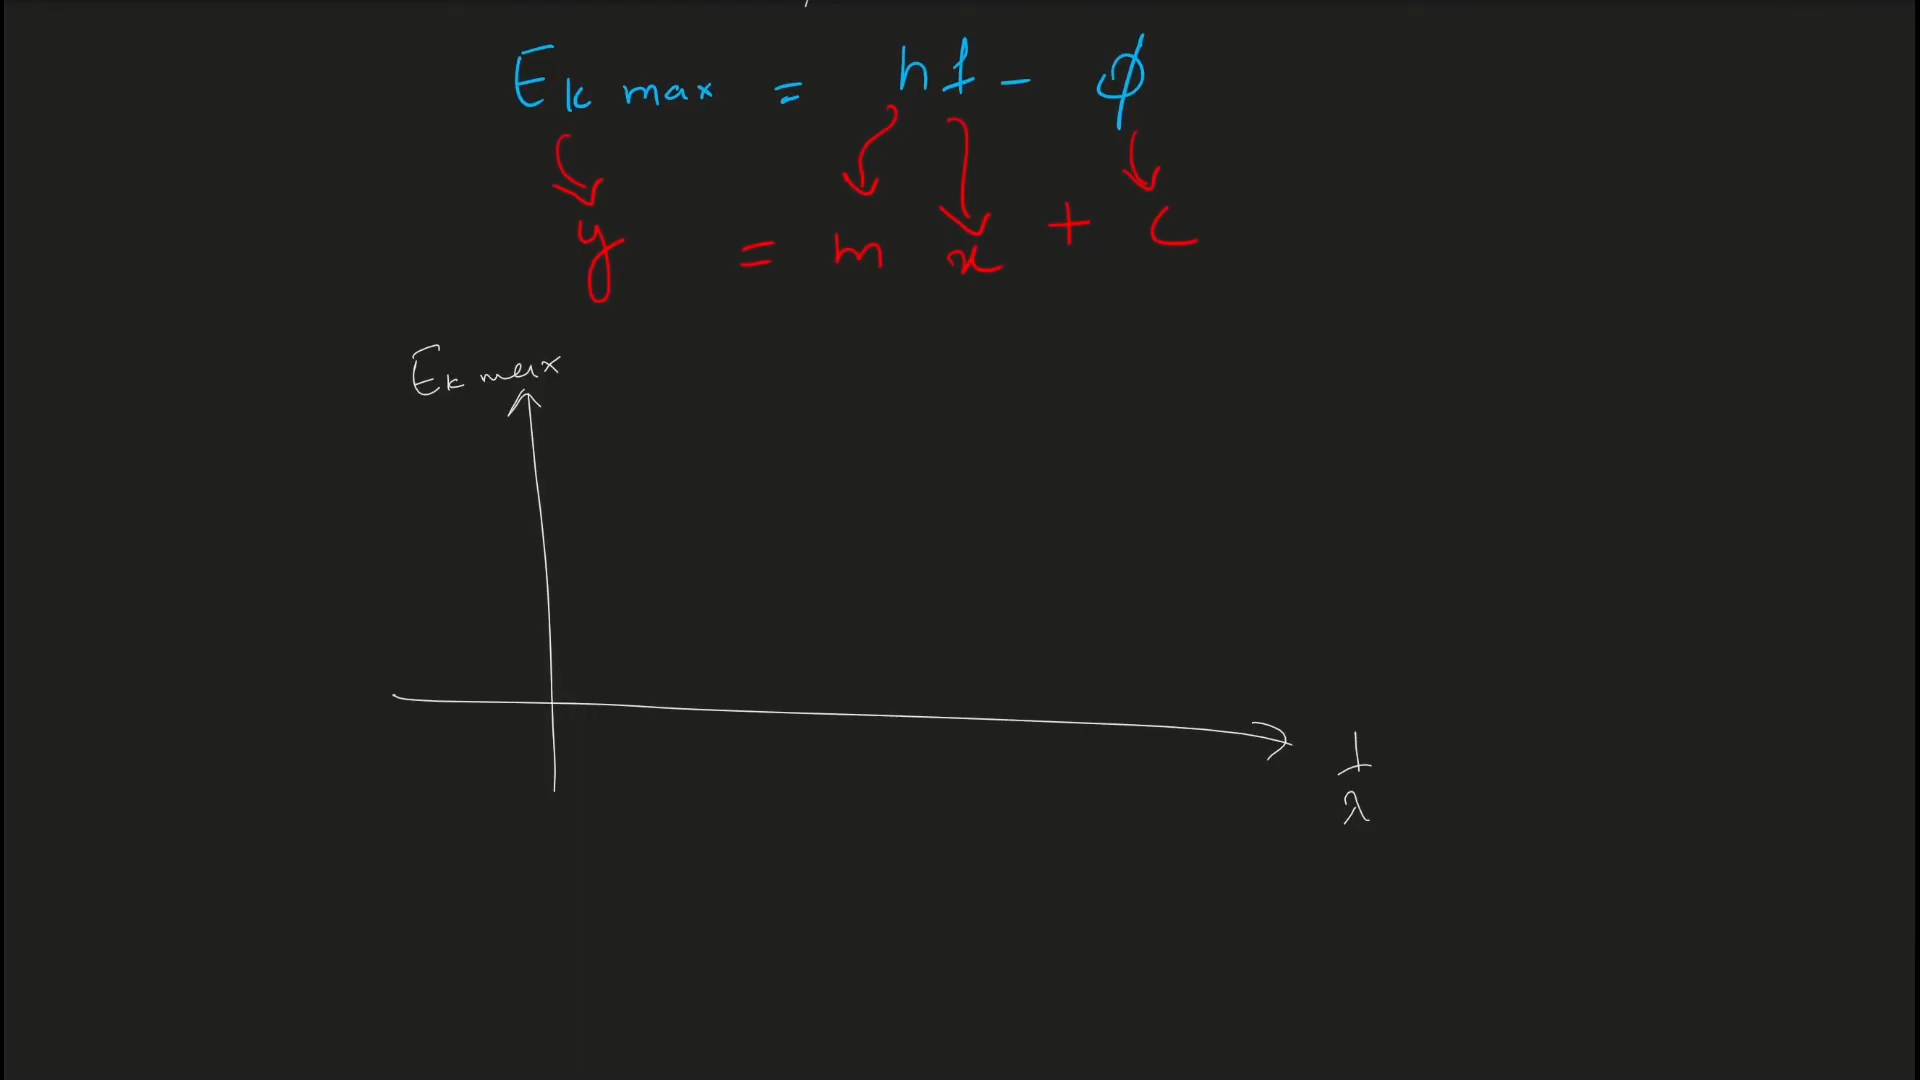 Ek max = hf - ϕ
y = m x + c
Ek max
1
λ